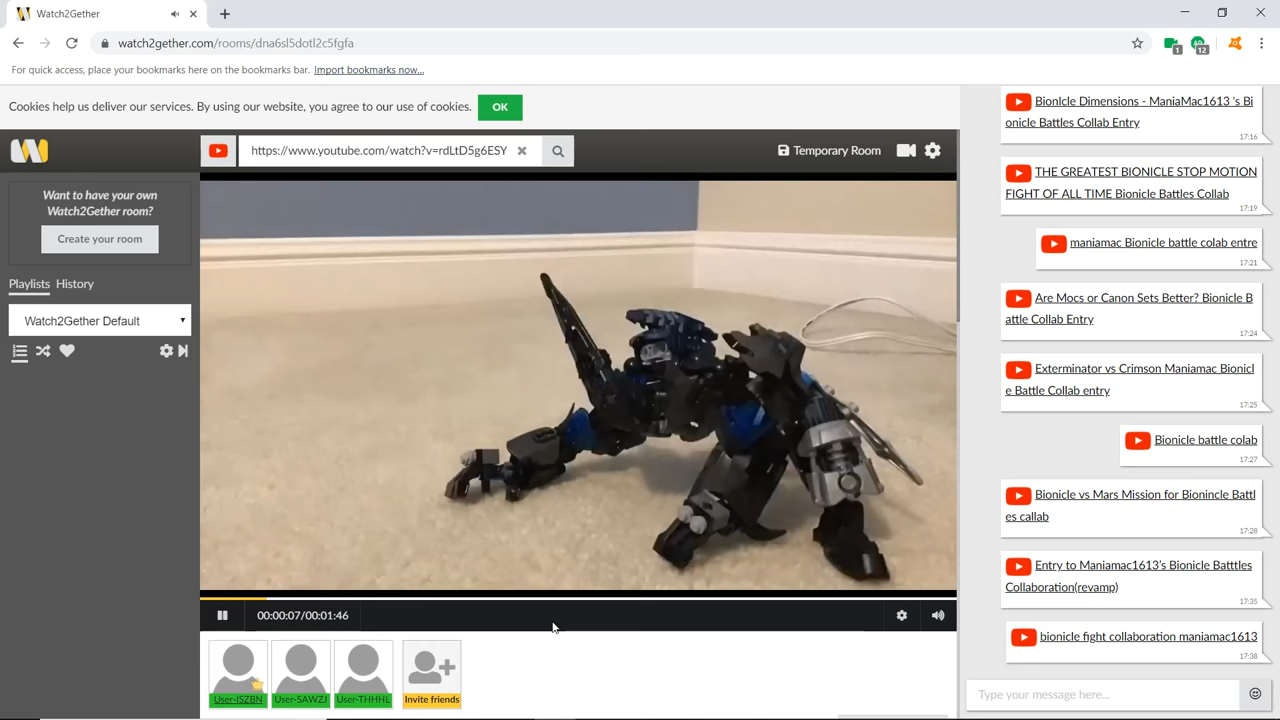 Watch2Gether
watch2gether.com/rooms/dna6sl5dotl2c5fgfa
1
12
For quick access, place your bookmarks here on the bookmarks bar. Import bookmarks now...
Cookies help us deliver our services. By using our website, you agree to our use of cookies. OK
https://www.youtube.com/watch?v=rdLtD5g6ESY
Temporary Room
Want to have your own
Watch2Gether room?
Create your room
Playlists History
Watch2Gether Default
00:00:07/00:01:46
User-ISZBN
User-SAWZJ
User-THHHL
Invite friends
BionIcle Dimensions - ManiaMac1613 's Bi
onicle Battles Collab Entry
17:16
THE GREATEST BIONICLE STOP MOTION
FIGHT OF ALL TIME Bionicle Battles Collab
17:19
maniamac Bionicle battle colab entre
17:21
Are Mocs or Canon Sets Better? Bionicle B
attle Collab Entry
17:24
Exterminator vs Crimson Maniamac Bionicl
e Battle Collab entry
17:25
Bionicle battle colab
17:27
Bionicle vs Mars Mission for Bionincle Battl
es callab
17:28
Entry to Maniamac1613's Bionicle Batttles
Collaboration(revamp)
17:35
bionicle fight collaboration maniamac1613
17:38
Type your message here...